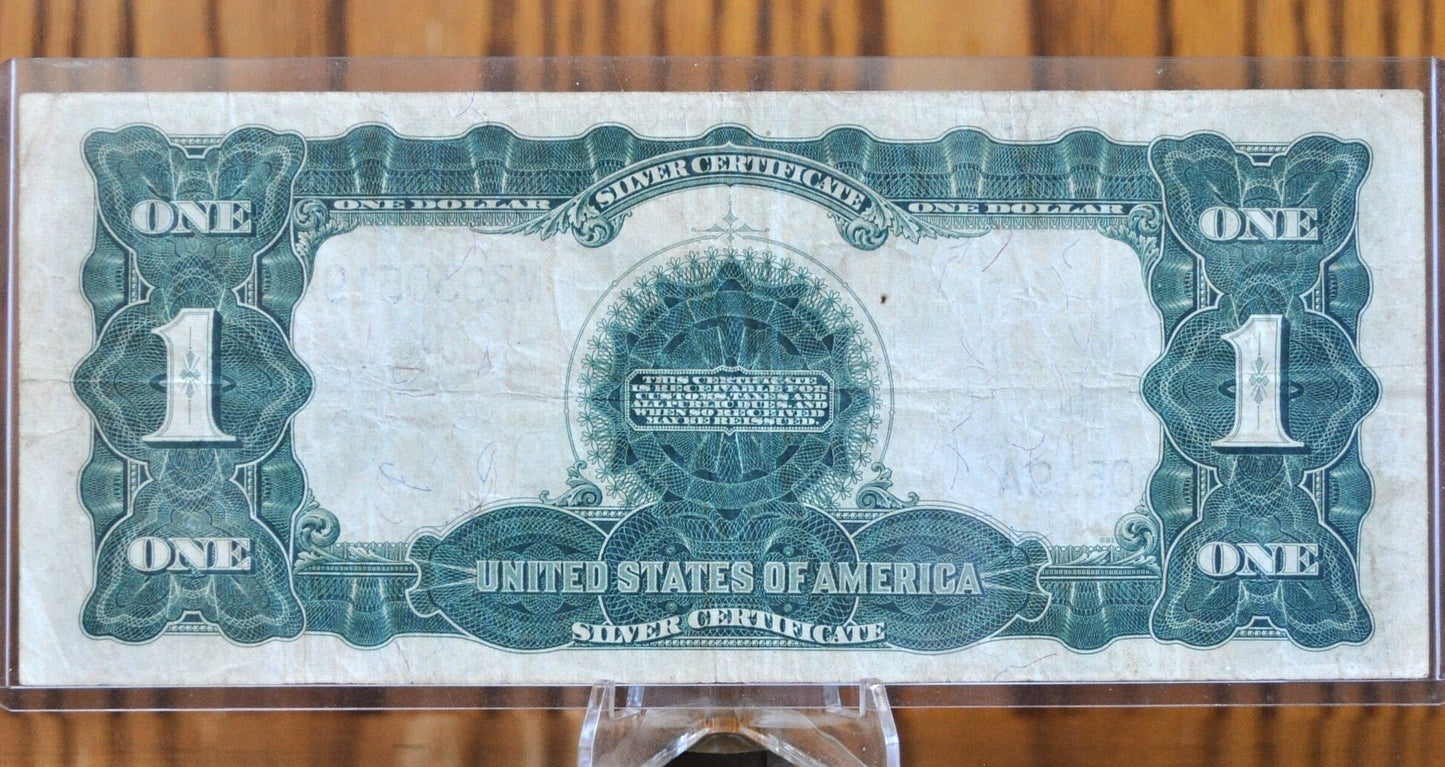 SILVER CERTIFICATE
ONE DOLLAR ONE DOLLAR
ONE ONE
THIS CERTIFICATE
IS RECEIVABLE FOR
CUSTOMS, TAXES AND
ALL PUBLIC DUES, AND
WHEN SO RECEIVED
MAY BE REISSUED.
1 1
ONE ONE
UNITED STATES OF AMERICA
SILVER CERTIFICATE